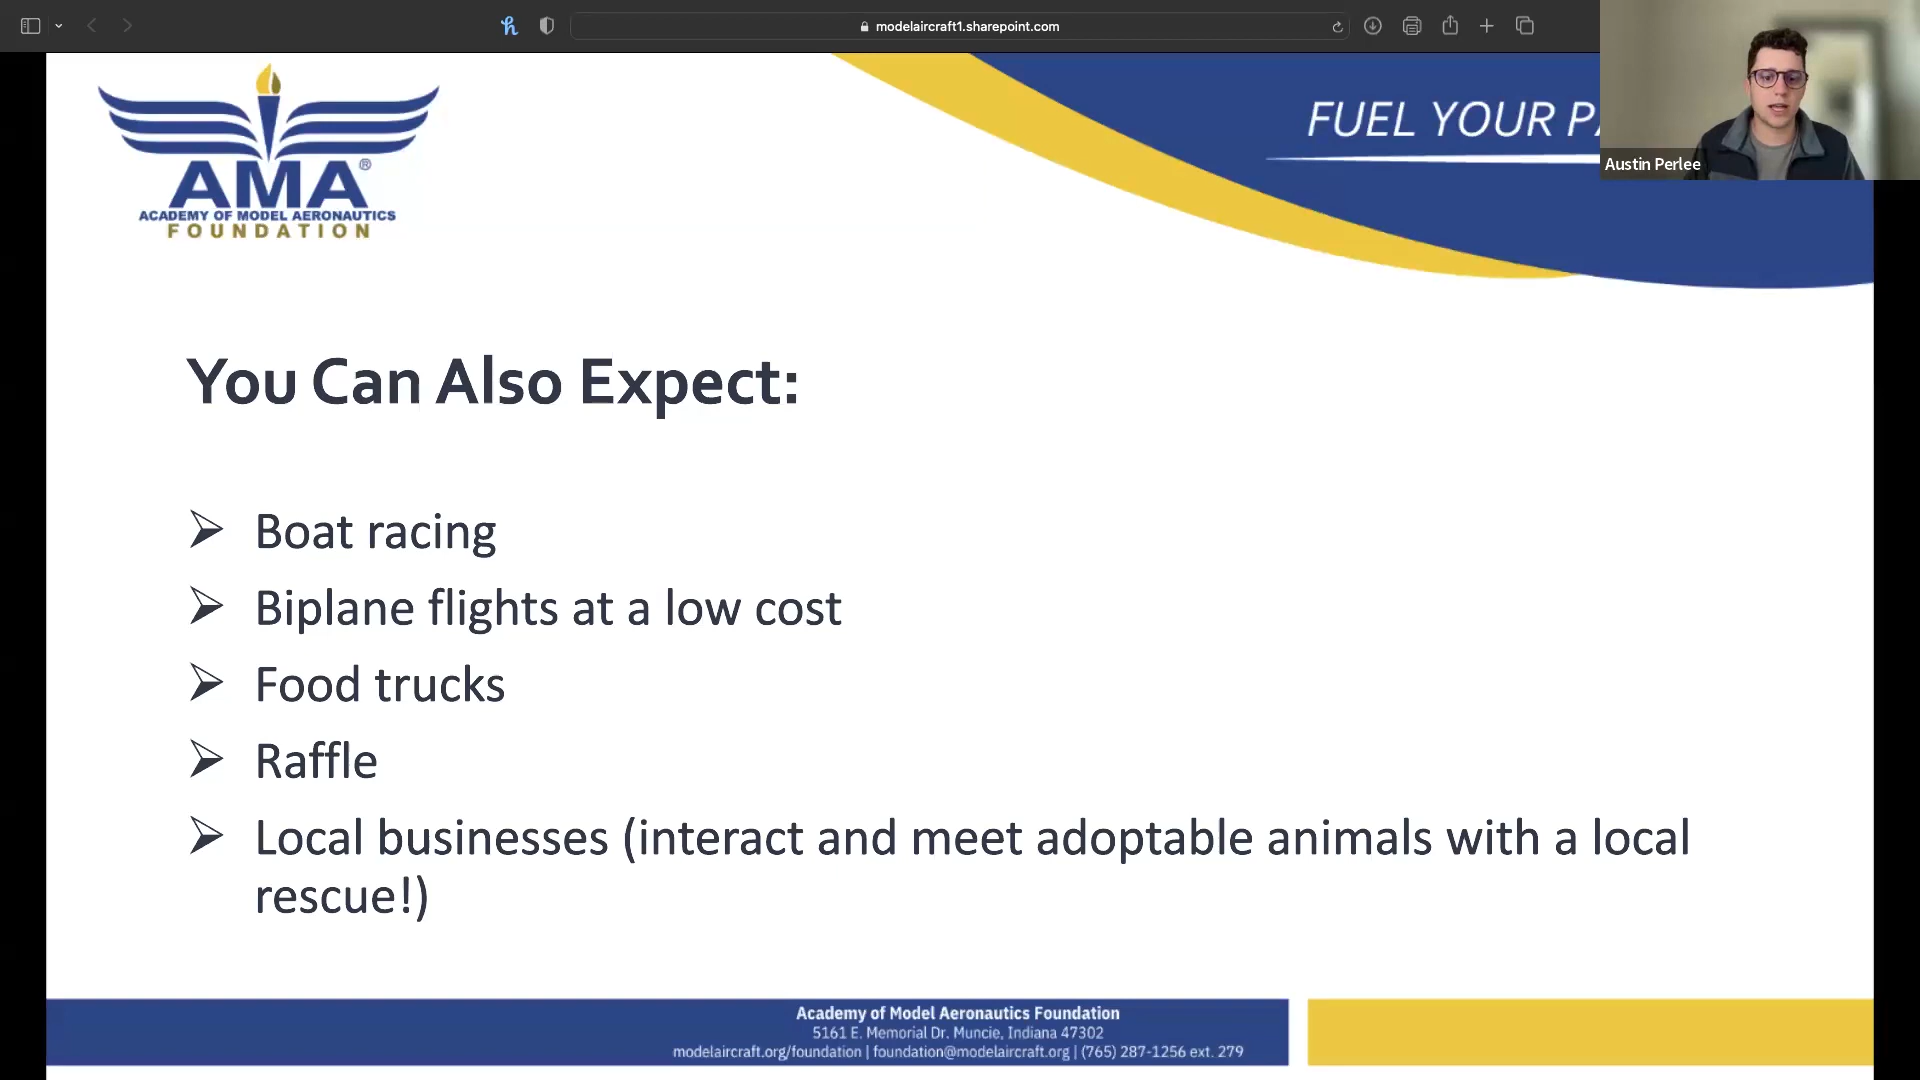 modelaircraft1.sharepoint.com
AMA®
ACADEMY OF MODEL AERONAUTICS
FOUNDATION
FUEL YOUR
Austin Perlee
You Can Also Expect:
Boat racing
Biplane flights at a low cost
Food trucks
Raffle
Local businesses (interact and meet adoptable animals with a local
rescue!)
Academy of Model Aeronautics Foundation
5161 E. Memorial Dr. Muncie, Indiana 47302
modelaircraft.org/foundation | foundation@modelaircraft.org | (765) 287-1256 ext. 279